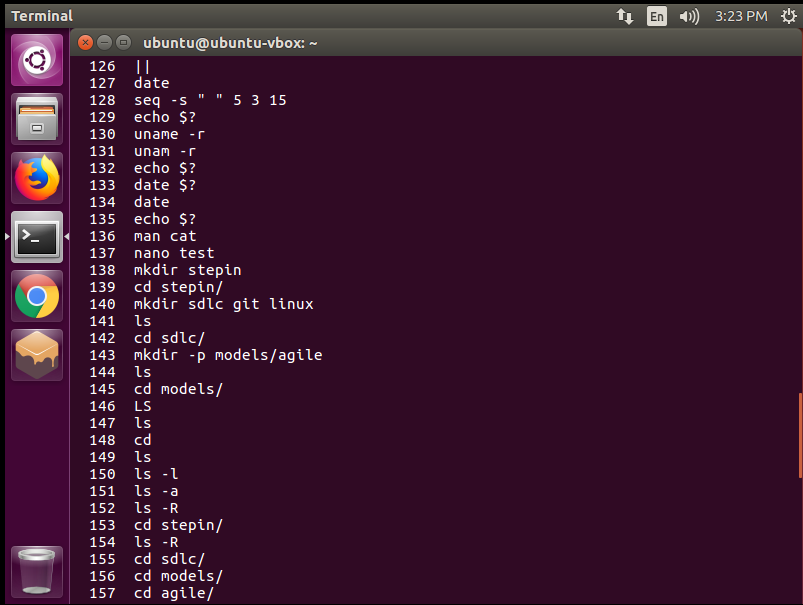 Terminal
En
3:23 PM
ubuntu@ubuntu-vbox: ~
126 ||
127 date
128 seq -s " " 5 3 15
129 echo $?
130 uname -r
131 unam -r
132 echo $?
133 date $?
134 date
135 echo $?
136 man cat
137 nano test
138 mkdir stepin
139 cd stepin/
140 mkdir sdlc git linux
141 ls
142 cd sdlc/
143 mkdir -p models/agile
144 ls
145 cd models/
146 LS
147 ls
148 cd
149 ls
150 ls -l
151 ls -a
152 ls -R
153 cd stepin/
154 ls -R
155 cd sdlc/
156 cd models/
157 cd agile/